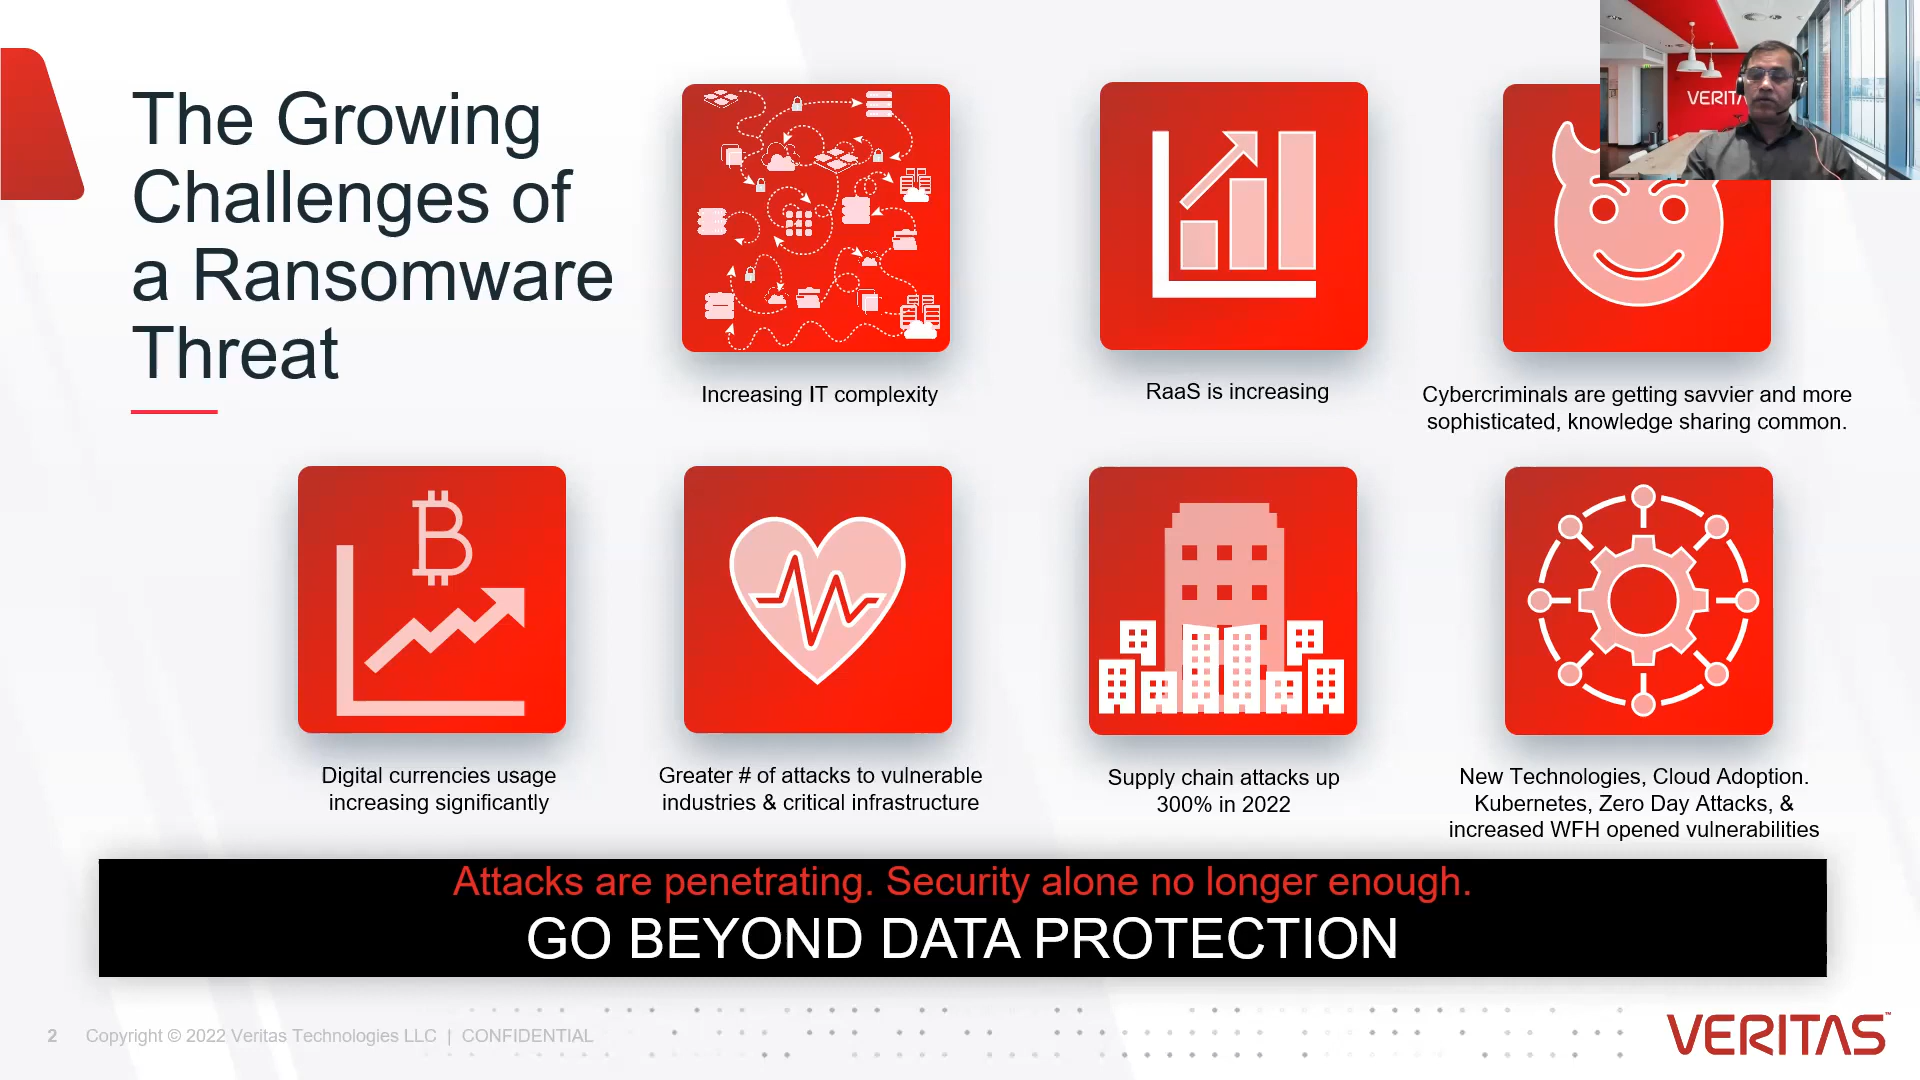 The Growing
Challenges of
a Ransomware
Threat
Increasing IT complexity
RaaS is increasing
VERITA
Cybercriminals are getting savvier and more
sophisticated, knowledge sharing common.
Digital currencies usage
increasing significantly
Greater # of attacks to vulnerable
industries & critical infrastructure
Supply chain attacks up
300% in 2022
New Technologies, Cloud Adoption.
Kubernetes, Zero Day Attacks, &
increased WFH opened vulnerabilities
Attacks are penetrating. Security alone no longer enough.
GO BEYOND DATA PROTECTION
2 Copyright © 2022 Veritas Technologies LLC | CONFIDENTIAL
VERITAS™